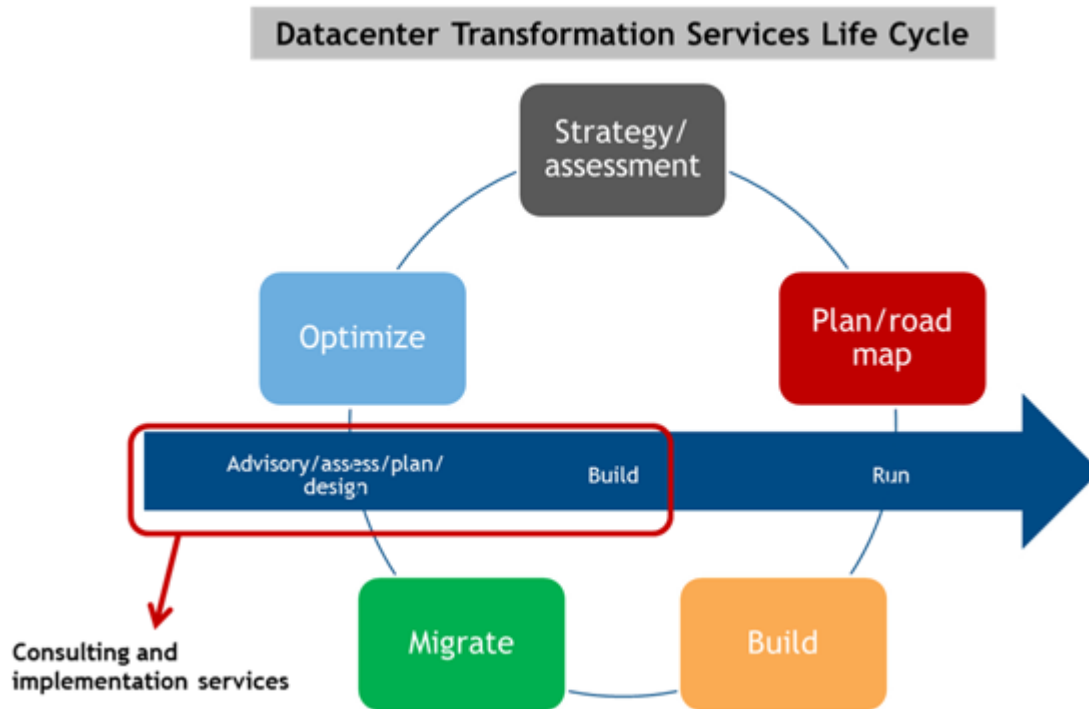 Datacenter Transformation Services Life Cycle
Strategy/
assessment
Optimize
Plan/road
map
Advisory/assess/plan/
design
Build
Run
Migrate
Build
Consulting and
implementation services